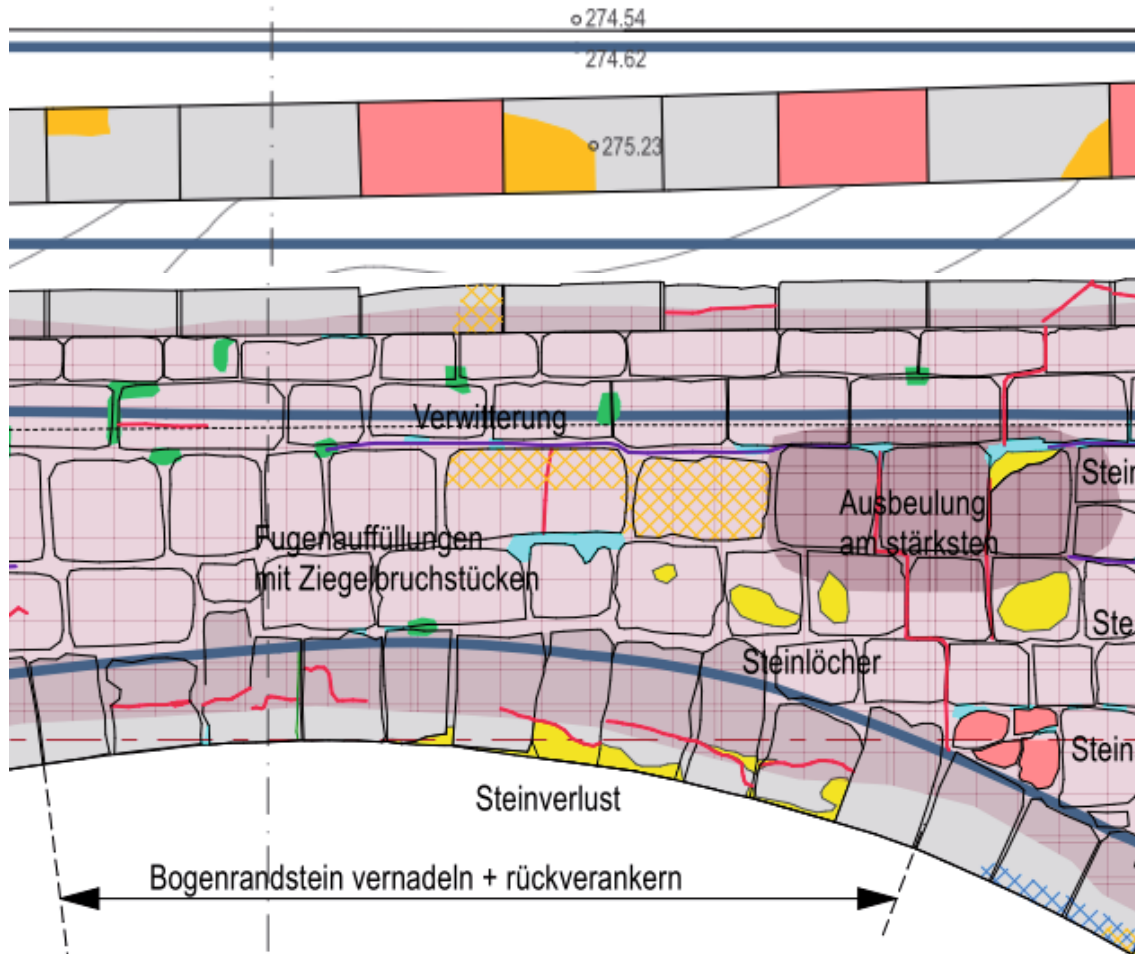 274.54
274.62
275.23
Verwitterung
Stein
Ausbeulung
am stärksten
Fugenauffüllungen
mit Ziegelbruchstücken
Ste
Steinlöcher
Stein
Steinverlust
Bogenrandstein vernadeln + rückverankern